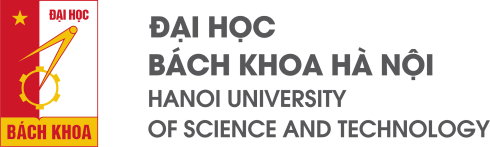 ĐẠI HỌC
BÁCH KHOA
ĐẠI HỌC
BÁCH KHOA HÀ NỘI
HANOI UNIVERSITY
OF SCIENCE AND TECHNOLOGY